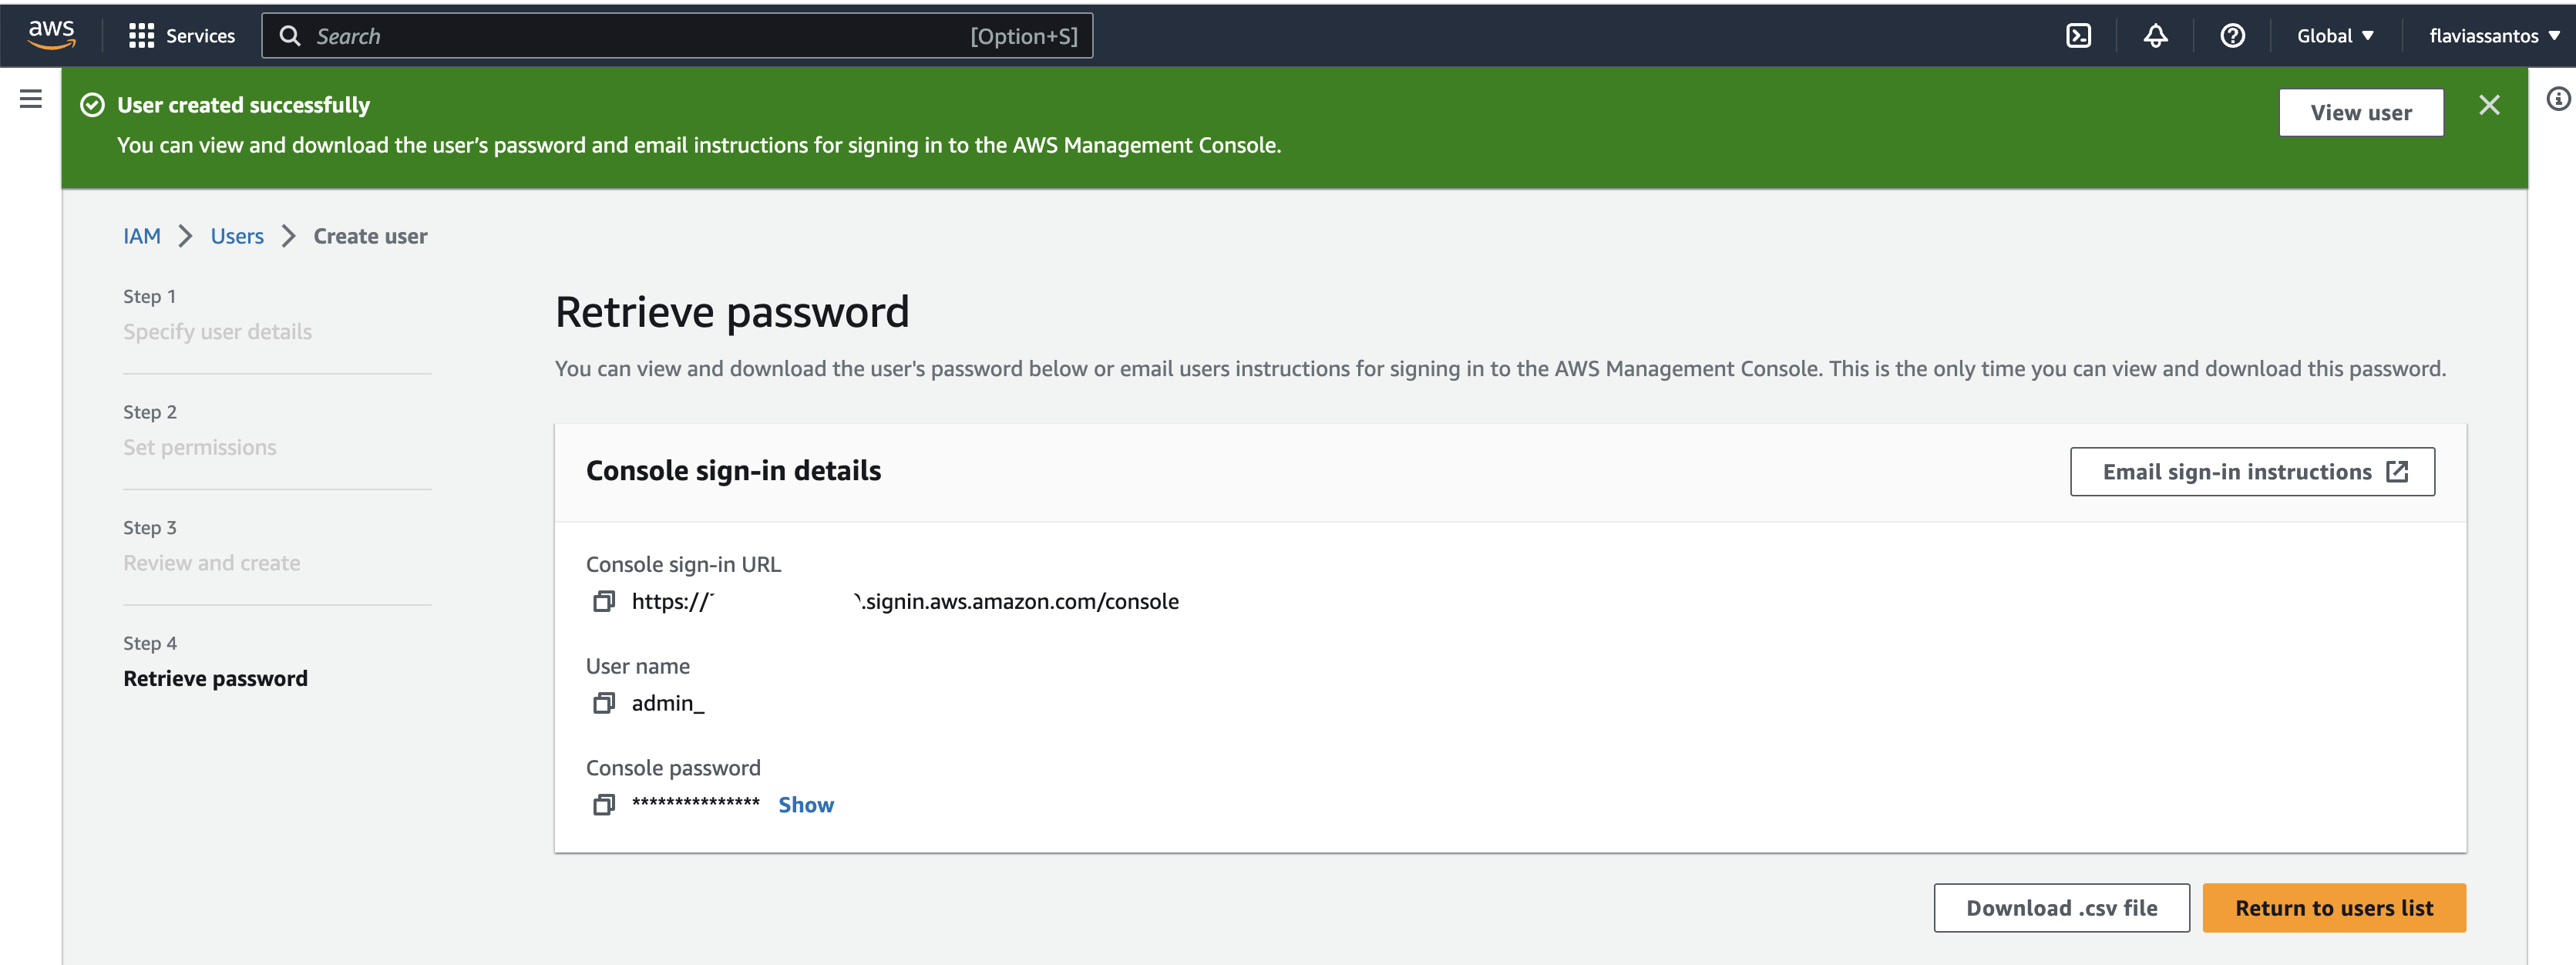 aws
Services
Search [Option+S]
Global
flaviassantos
User created successfully
You can view and download the user's password and email instructions for signing in to the AWS Management Console.
View user
IAM > Users > Create user
Step 1
Specify user details
Step 2
Set permissions
Step 3
Review and create
Step 4
Retrieve password
Retrieve password
You can view and download the user's password below or email users instructions for signing in to the AWS Management Console. This is the only time you can view and download this password.
Console sign-in details
Email sign-in instructions
Console sign-in URL
https:// .signin.aws.amazon.com/console
User name
admin_
Console password
*************** Show
Download .csv file
Return to users list